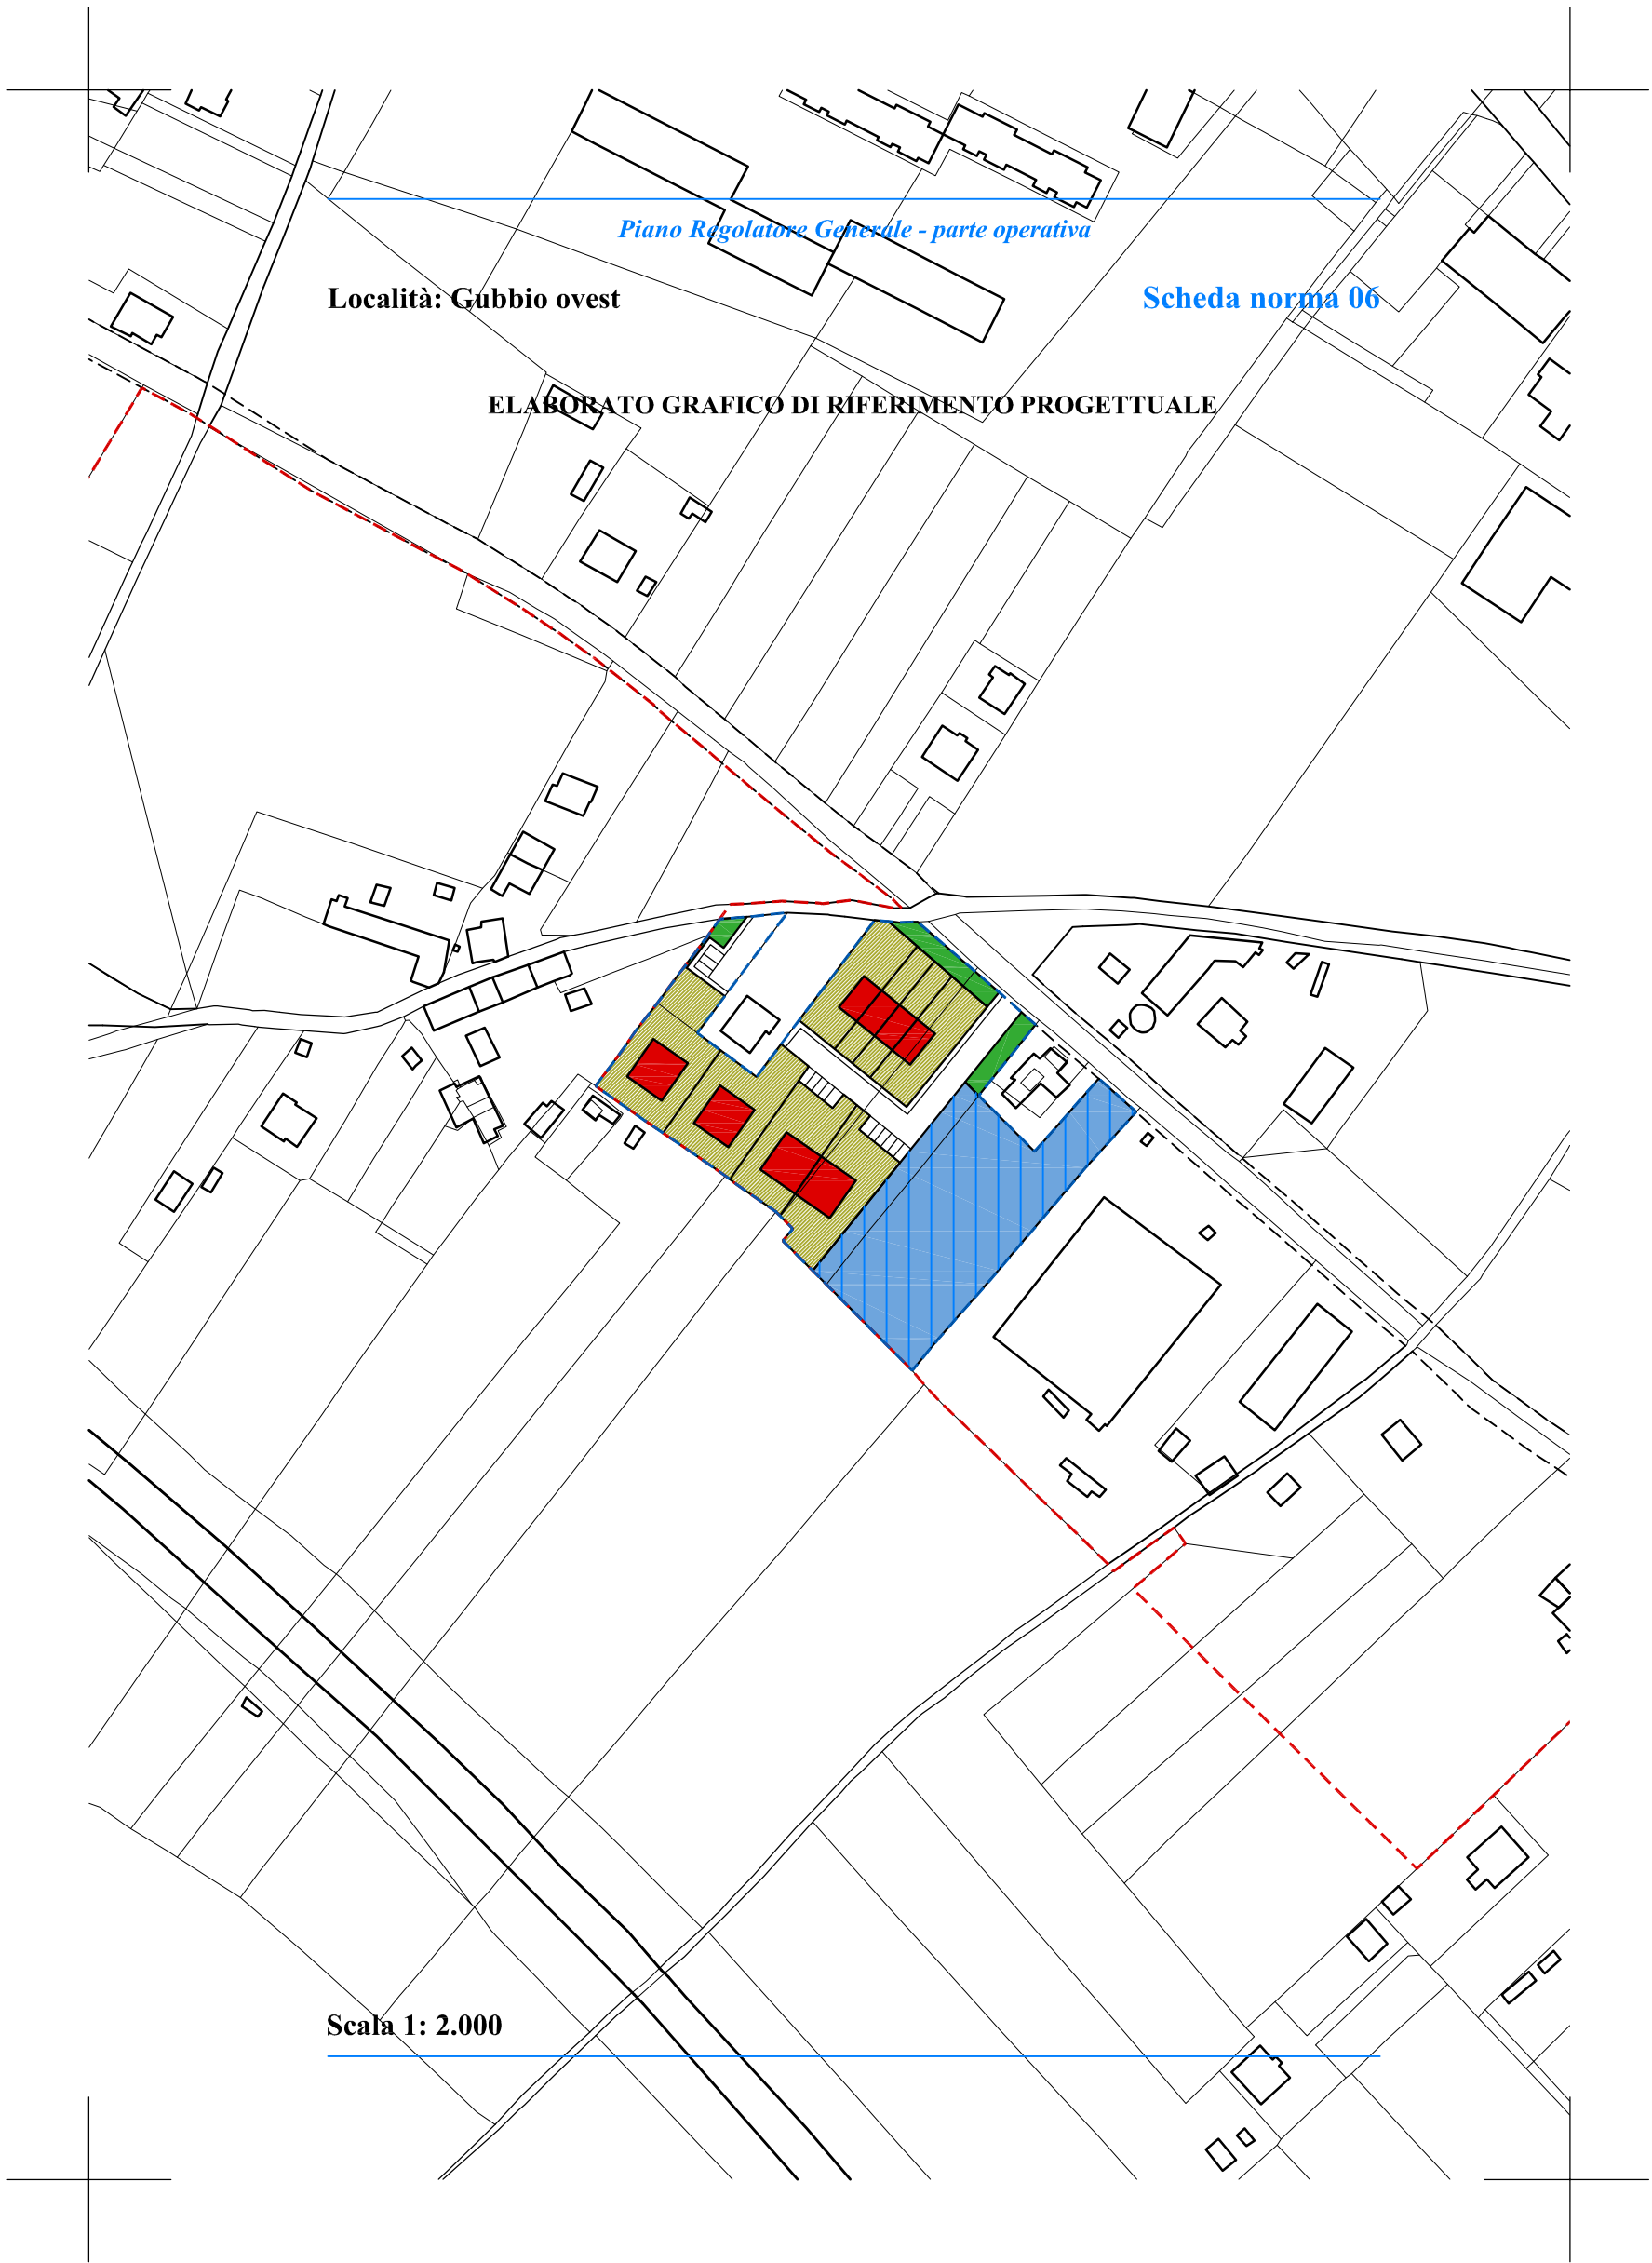 Piano Regolatore Generale - parte operativa
Località: Gubbio ovest
Scheda norma 06
ELABORATO GRAFICO DI RIFERIMENTO PROGETTUALE
Scala 1: 2.000